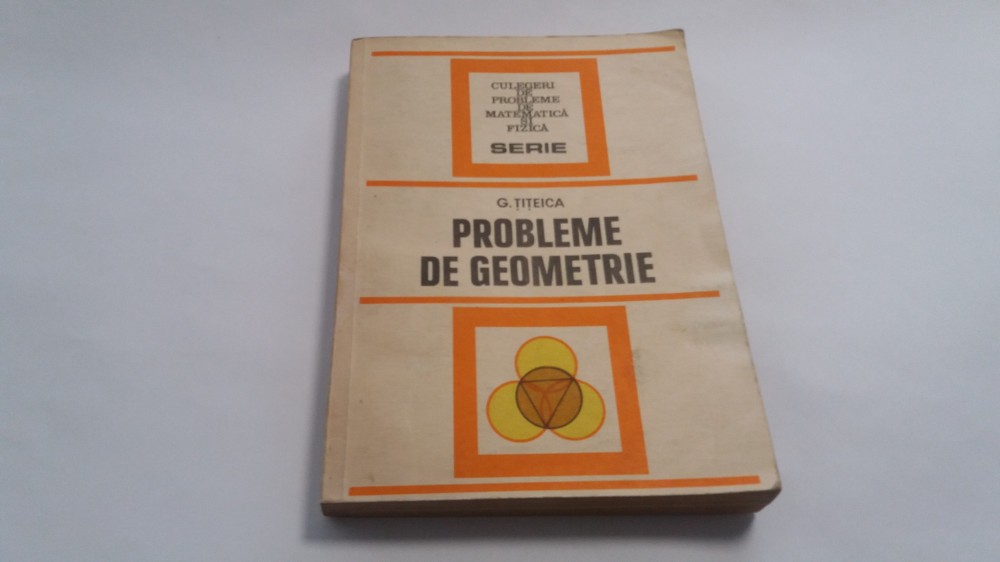 CULEGERI
DE
PROBLEME
DE
MATEMATICĂ
ȘI
FIZICĂ
SERIE
G. ȚIȚEICA
PROBLEME
DE GEOMETRIE